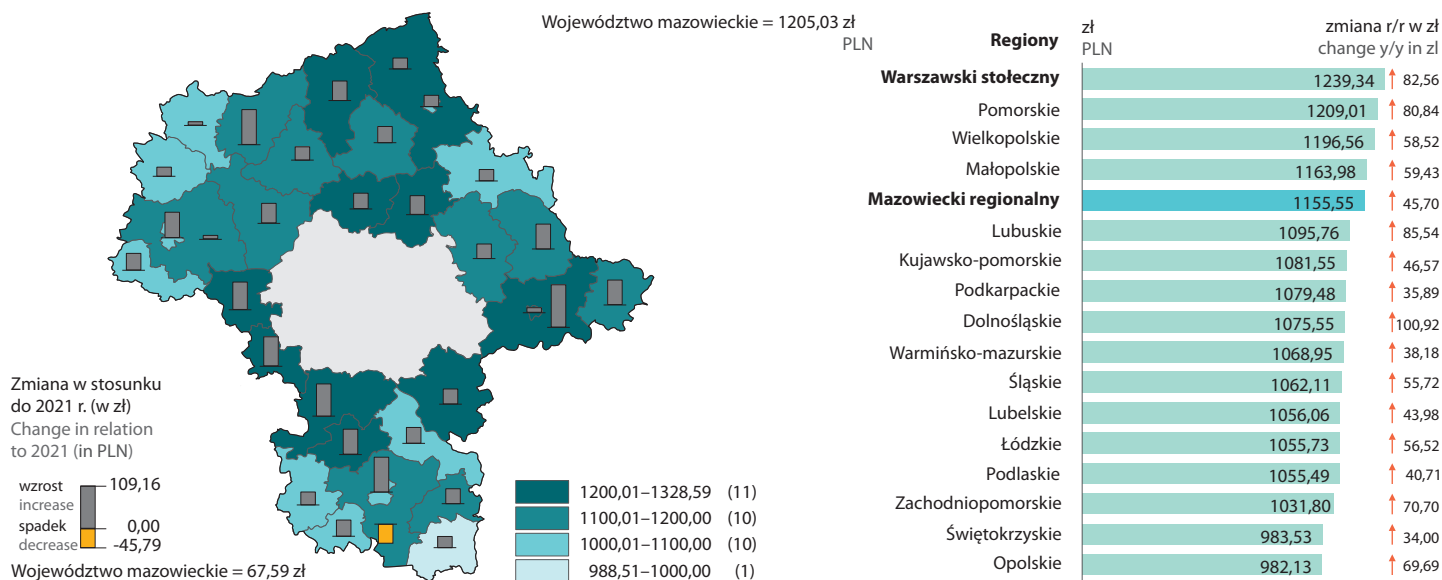 Województwo mazowieckie = 1205,03 zł
PLN
Zmiana w stosunku
do 2021 r. (w zł)
Change in relation
to 2021 (in PLN)
wzrost 109,16
increase
spadek 0,00
decrease -45,79
Województwo mazowieckie = 67,59 zł
1200,01–1328,59 (11)
1100,01–1200,00 (10)
1000,01–1100,00 (10)
988,51–1000,00 (1)
Regiony zł zmiana r/r w zł
PLN change y/y in zl
Warszawski stołeczny 1239,34 82,56
Pomorskie 1209,01 80,84
Wielkopolskie 1196,56 58,52
Małopolskie 1163,98 59,43
Mazowiecki regionalny 1155,55 45,70
Lubuskie 1095,76 85,54
Kujawsko-pomorskie 1081,55 46,57
Podkarpackie 1079,48 35,89
Dolnośląskie 1075,55 100,92
Warmińsko-mazurskie 1068,95 38,18
Śląskie 1062,11 55,72
Lubelskie 1056,06 43,98
Łódzkie 1055,73 56,52
Podlaskie 1055,49 40,71
Zachodniopomorskie 1031,80 70,70
Świętokrzyskie 983,53 34,00
Opolskie 982,13 69,69